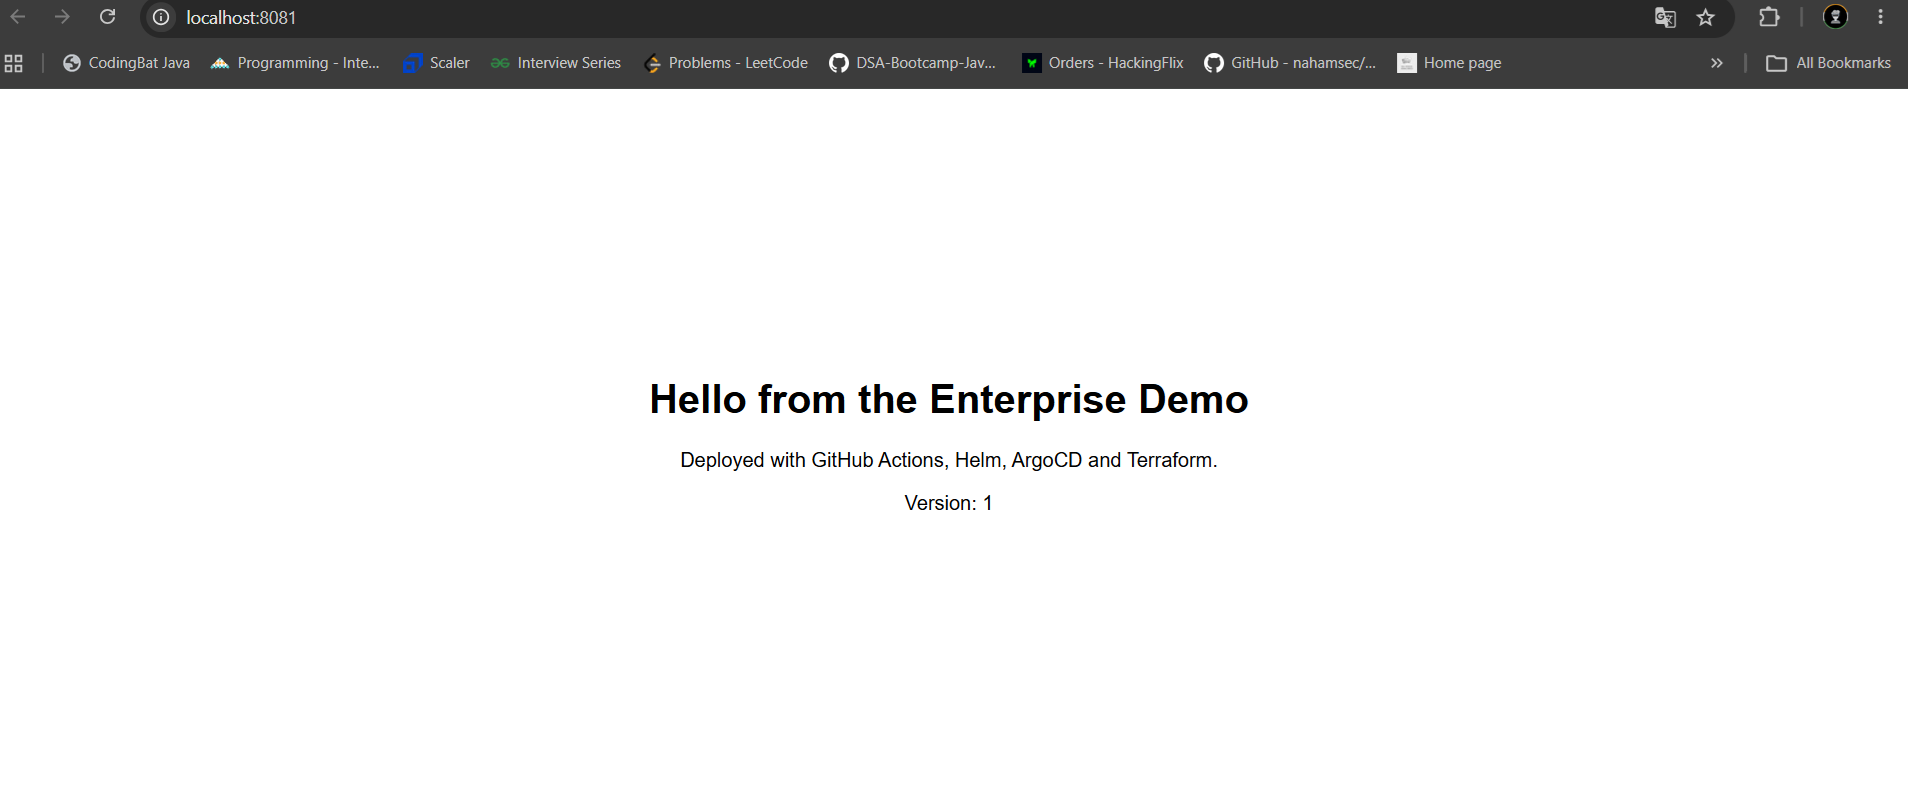 localhost:8081
CodingBat Java Programming - Inte... Scaler Interview Series Problems - LeetCode DSA-Bootcamp-Jav... Orders - HackingFlix GitHub - nahamsec/... Home page » All Bookmarks
Hello from the Enterprise Demo
Deployed with GitHub Actions, Helm, ArgoCD and Terraform.
Version: 1